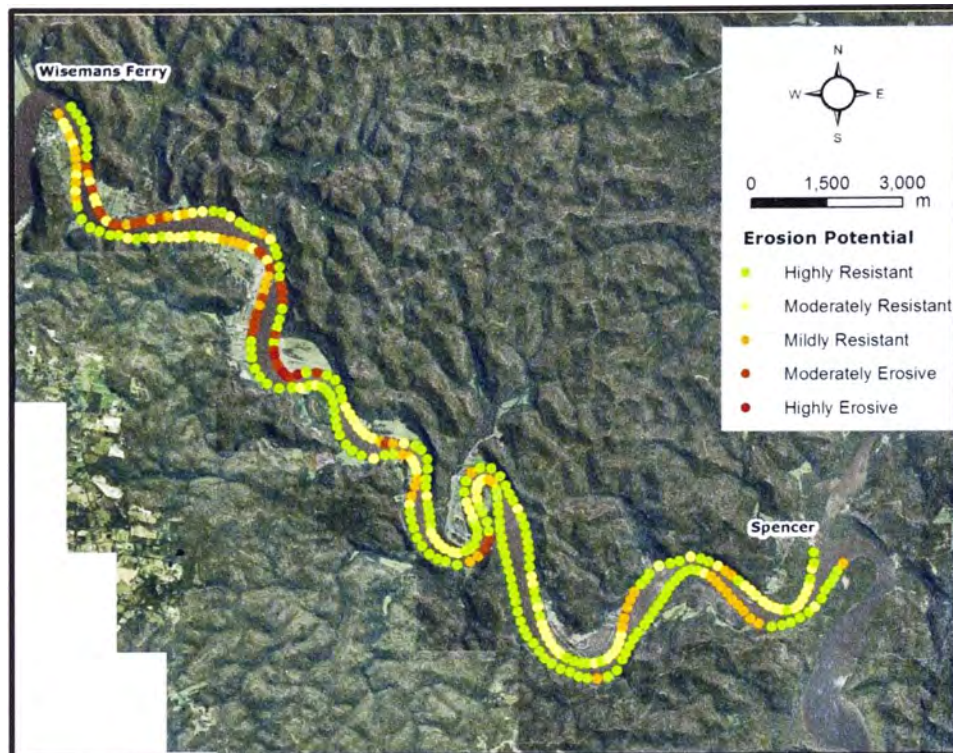 Wisemans Ferry
N
W E
S
0 1,500 3,000
m
Erosion Potential
Highly Resistant
Moderately Resistant
Mildly Resistant
Moderately Erosive
Highly Erosive
Spencer